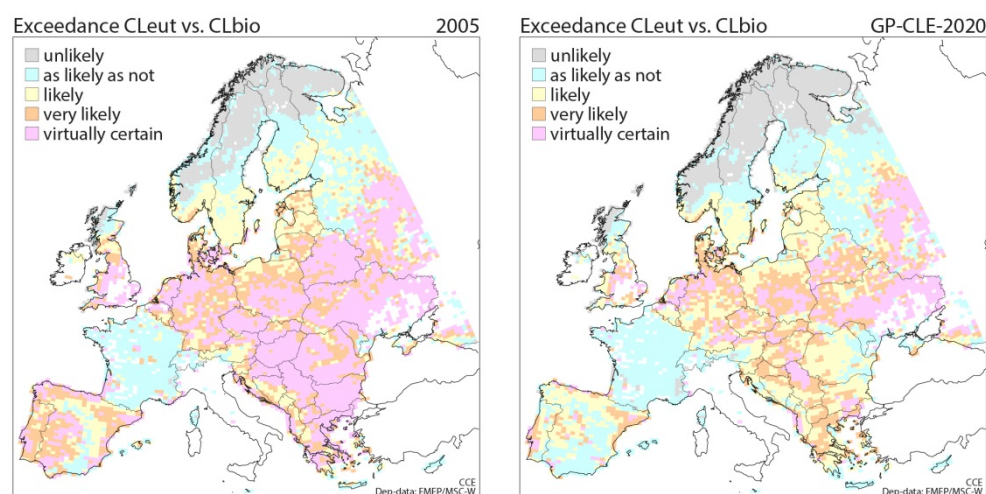 Exceedance CLeut vs. CLbio 2005
unlikely
as likely as not
likely
very likely
virtually certain
CCE
Dep-data: EMEP/MSC-W
Exceedance CLeut vs. CLbio GP-CLE-2020
unlikely
as likely as not
likely
very likely
virtually certain
CCE
Dep-data: EMEP/MSC-W